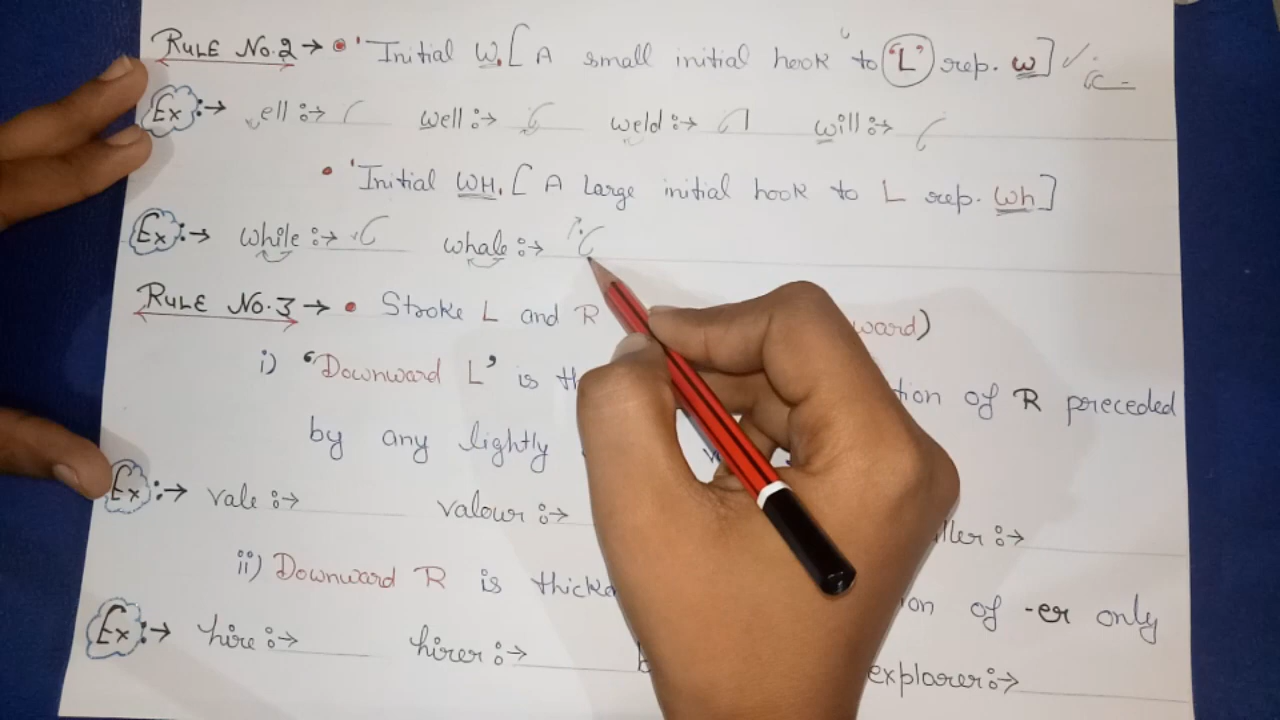 RULE No.2 → • 'Initial W. [ A small initial hook to 'L' rep. w ] ✓
Ex :→ ell :→ well :→ weld :→ will :→
• 'Initial WH. [ A Large initial hook to L rep. wh ]
Ex :→ while :→ whale :→
RULE No.3 → • Stroke L and R ward)
i) 'Downward L' is th tion of R preceded
by any lightly
Ex :→ vale :→ valour :→ ller :→
ii) Downward R is thick on of -er only
Ex :→ hire :→ hirer :→ explorer :→